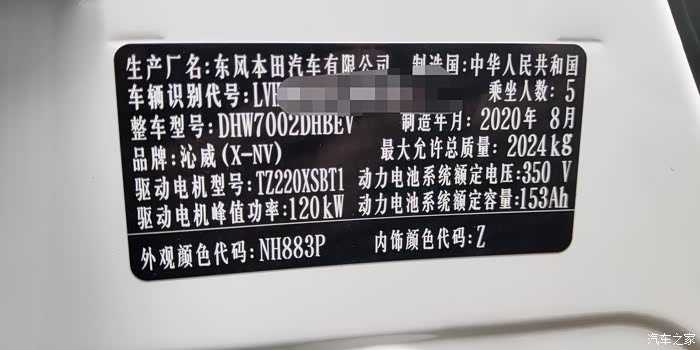 生产厂名:东风本田汽车有限公司 制造国:中华人民共和国
车辆识别代号:LV 乘坐人数:5
整车型号:DHW7002DHBEV 制造年月:2020年 8月
品牌:沁威(X-NV) 最大允许总质量:2024kg
驱动电机型号:TZ220XSBT1 动力电池系统额定电压:350 V
驱动电机峰值功率:120kW 动力电池系统额定容量:153Ah
外观颜色代码:NH883P 内饰颜色代码:Z
汽车之家